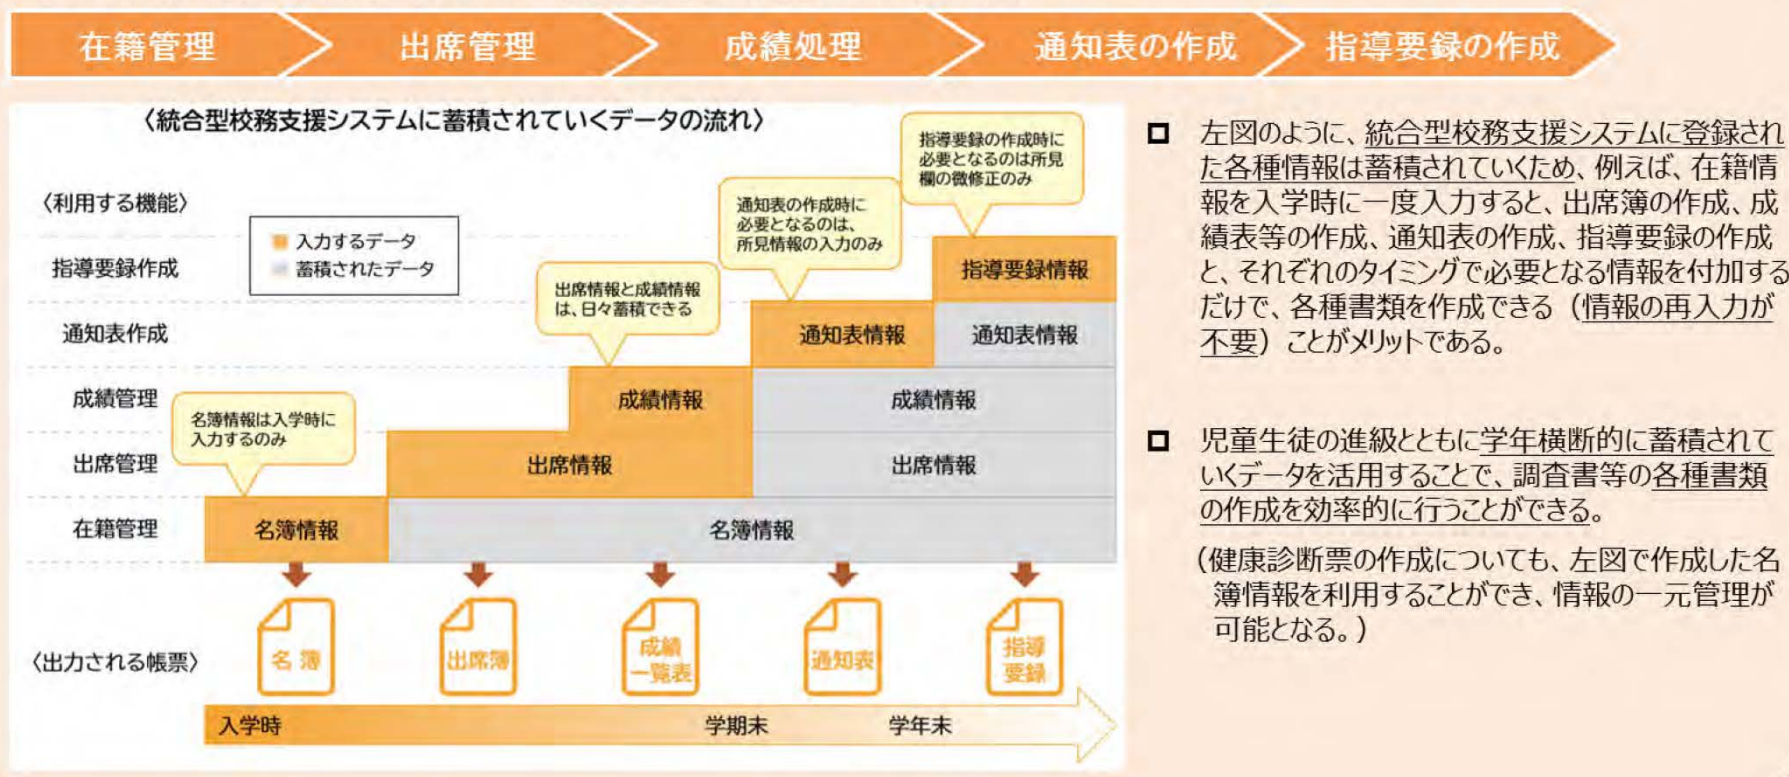 在籍管理
出席管理
成績処理
通知表の作成
指導要録の作成
〈統合型校務支援システムに蓄積されていくデータの流れ〉
〈利用する機能〉
入力するデータ
蓄積されたデータ
指導要録の作成時に
必要となるのは所見
欄の微修正のみ
通知表の作成時に
必要となるのは、
所見情報の入力のみ
出席情報と成績情報
は、日々蓄積できる
名簿情報は入学時に
入力するのみ
指導要録作成
指導要録情報
通知表作成
通知表情報
通知表情報
成績管理
成績情報
成績情報
出席管理
出席情報
出席情報
在籍管理
名簿情報
名簿情報
〈出力される帳票〉
名 簿
出席簿
成績
一覧表
通知表
指導
要録
入学時
学期末
学年末
左図のように、統合型校務支援システムに登録され
た各種情報は蓄積されていくため、例えば、在籍情
報を入学時に一度入力すると、出席簿の作成、成
績表等の作成、通知表の作成、指導要録の作成
と、それぞれのタイミングで必要となる情報を付加する
だけで、各種書類を作成できる（情報の再入力が
不要）ことがメリットである。
児童生徒の進級とともに学年横断的に蓄積されて
いくデータを活用することで、調査書等の各種書類
の作成を効率的に行うことができる。
（健康診断票の作成についても、左図で作成した名
簿情報を利用することができ、情報の一元管理が
可能となる。）